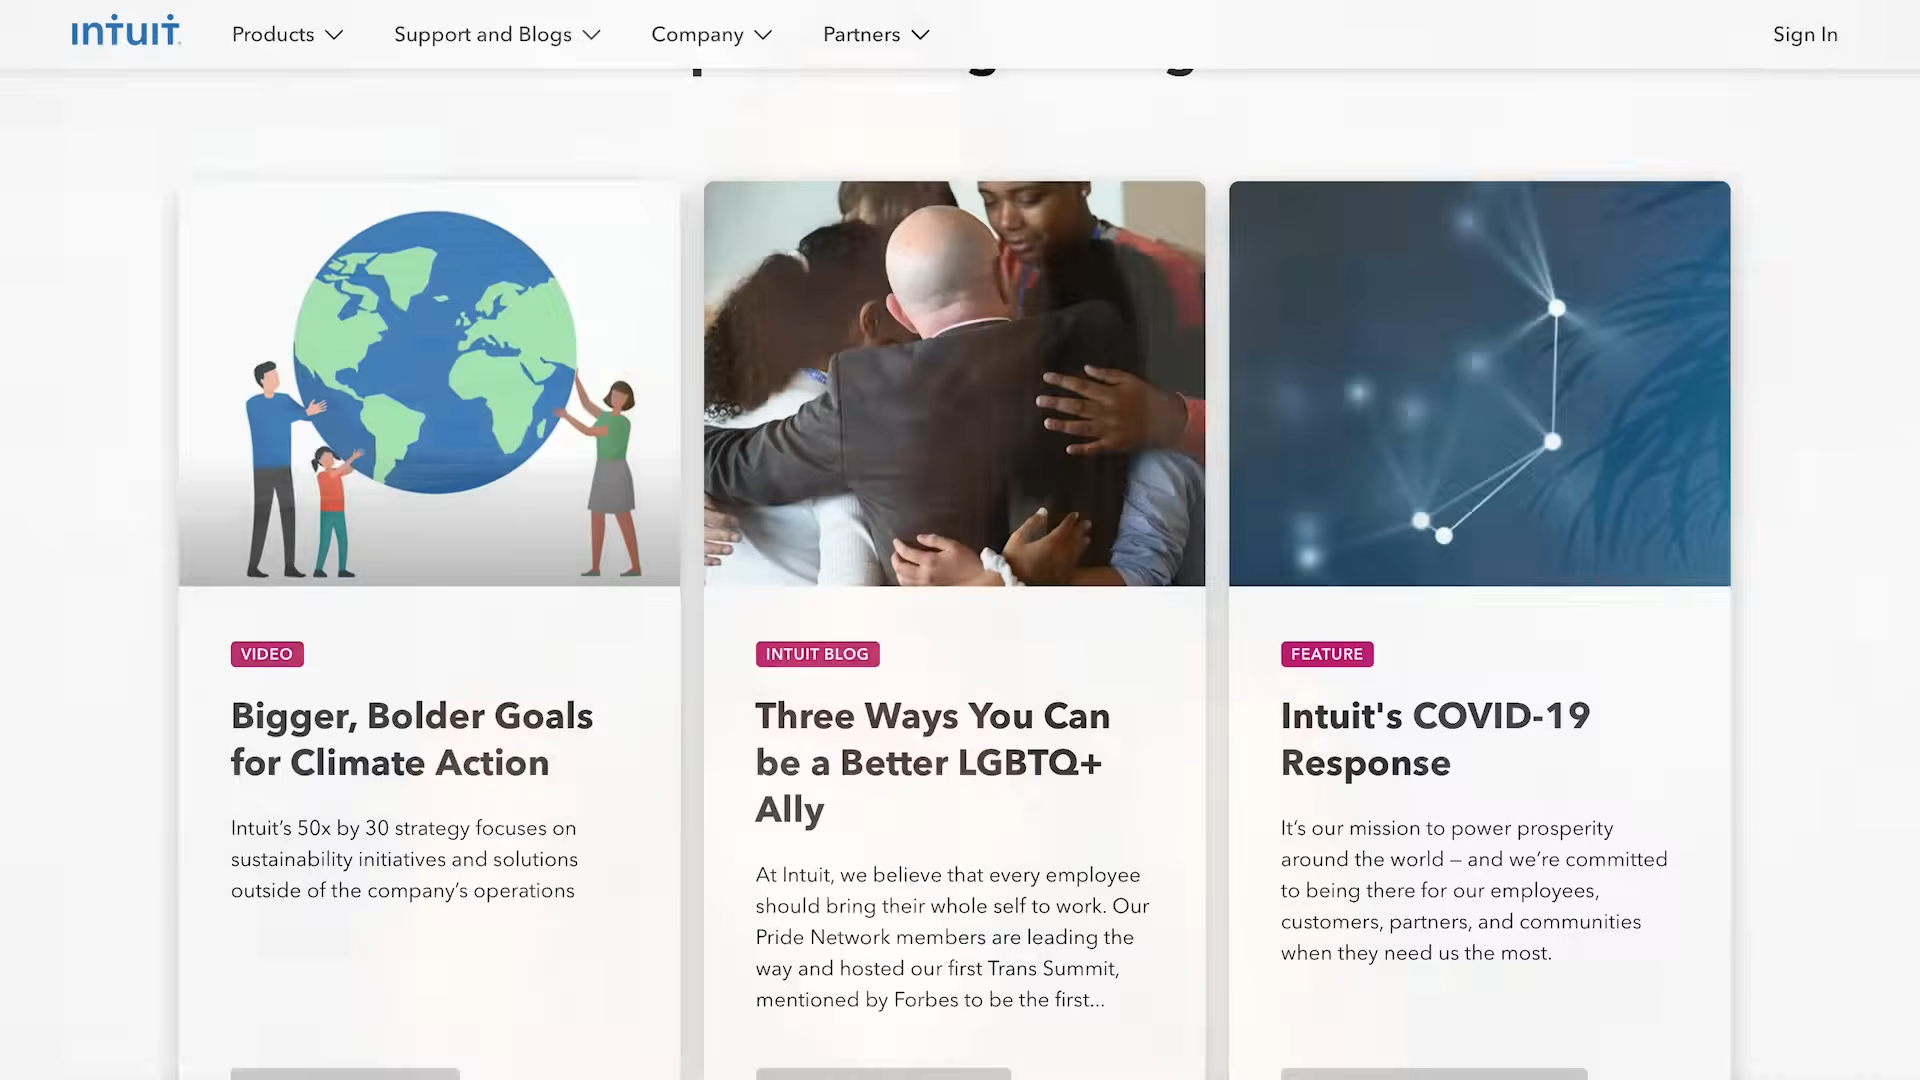 ıntuıt
Products
Support and Blogs
Company
Partners
Sign In
VIDEO
Bigger, Bolder Goals
for Climate Action
Intuit’s 50x by 30 strategy focuses on
sustainability initiatives and solutions
outside of the company’s operations
INTUIT BLOG
Three Ways You Can
be a Better LGBTQ+
Ally
At Intuit, we believe that every employee
should bring their whole self to work. Our
Pride Network members are leading the
way and hosted our first Trans Summit,
mentioned by Forbes to be the first...
FEATURE
Intuit's COVID-19
Response
It’s our mission to power prosperity
around the world – and we’re committed
to being there for our employees,
customers, partners, and communities
when they need us the most.